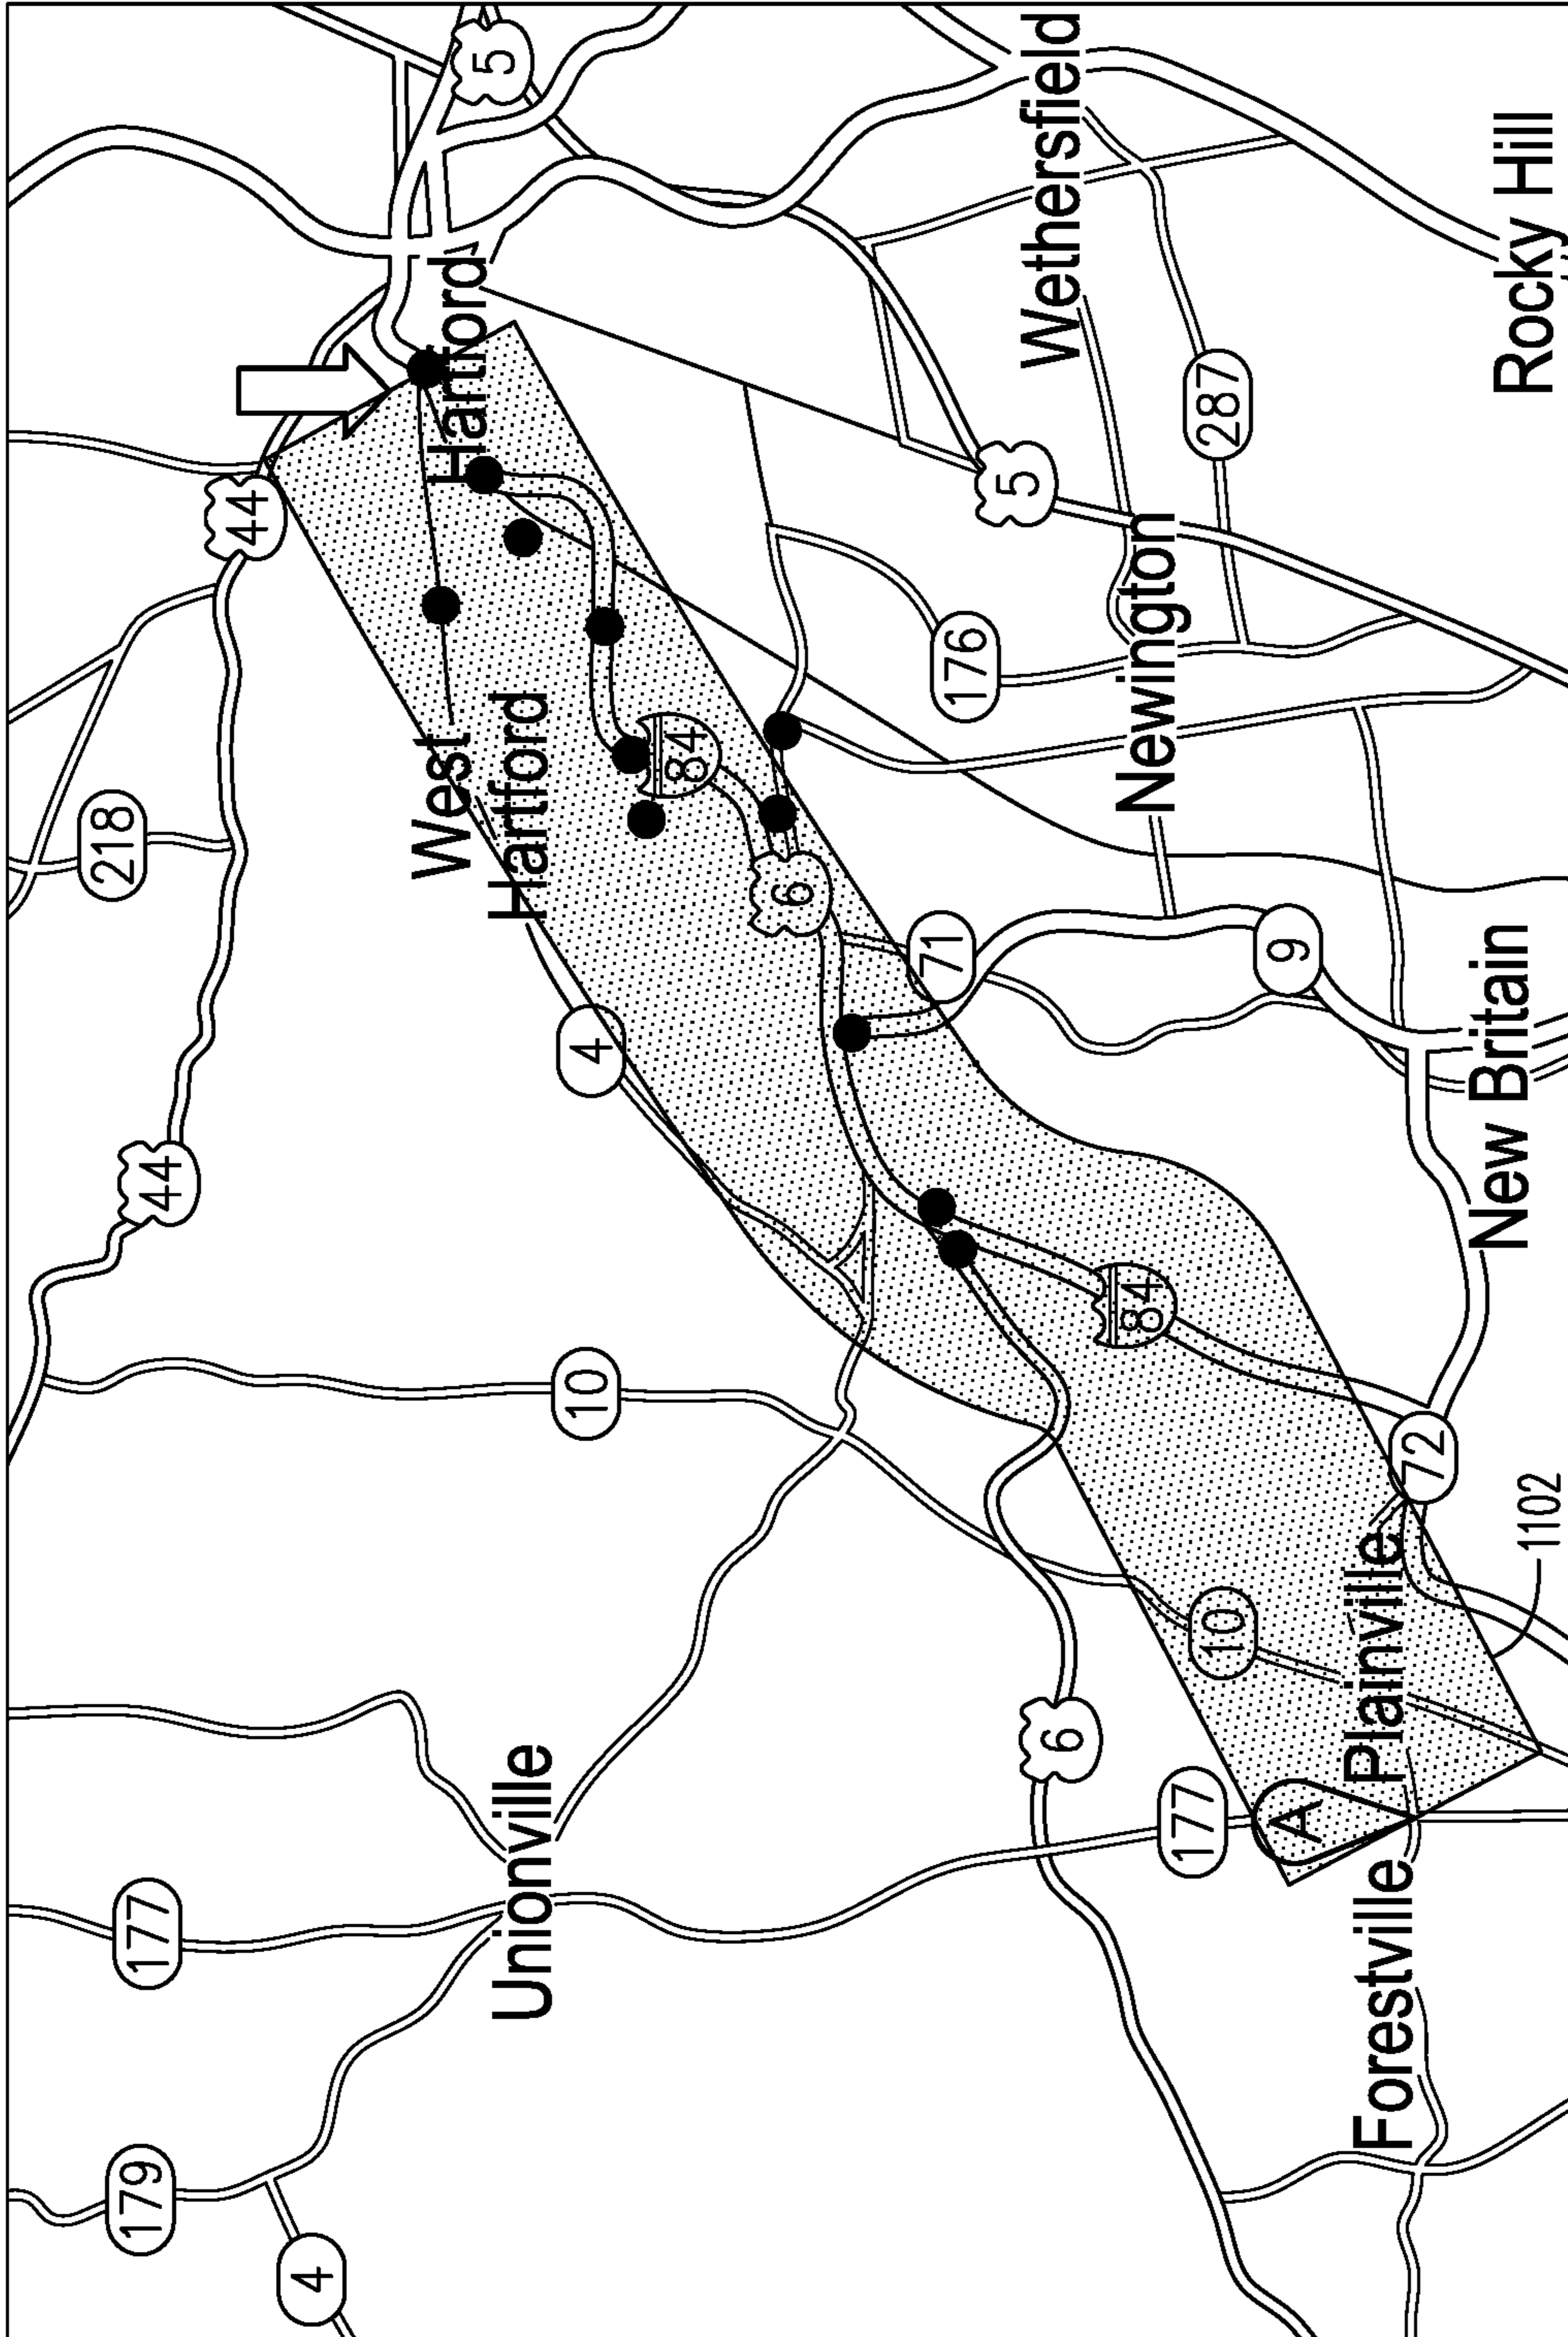 218
179
177
44
44
4
West
Hartford
Hartford
5
Unionville
10
4
84
6
71
176
5
Wethersfield
6
84
Newington
177
287
10
9
A
Forestville
Plainville
72
New Britain
Rocky Hill
1102